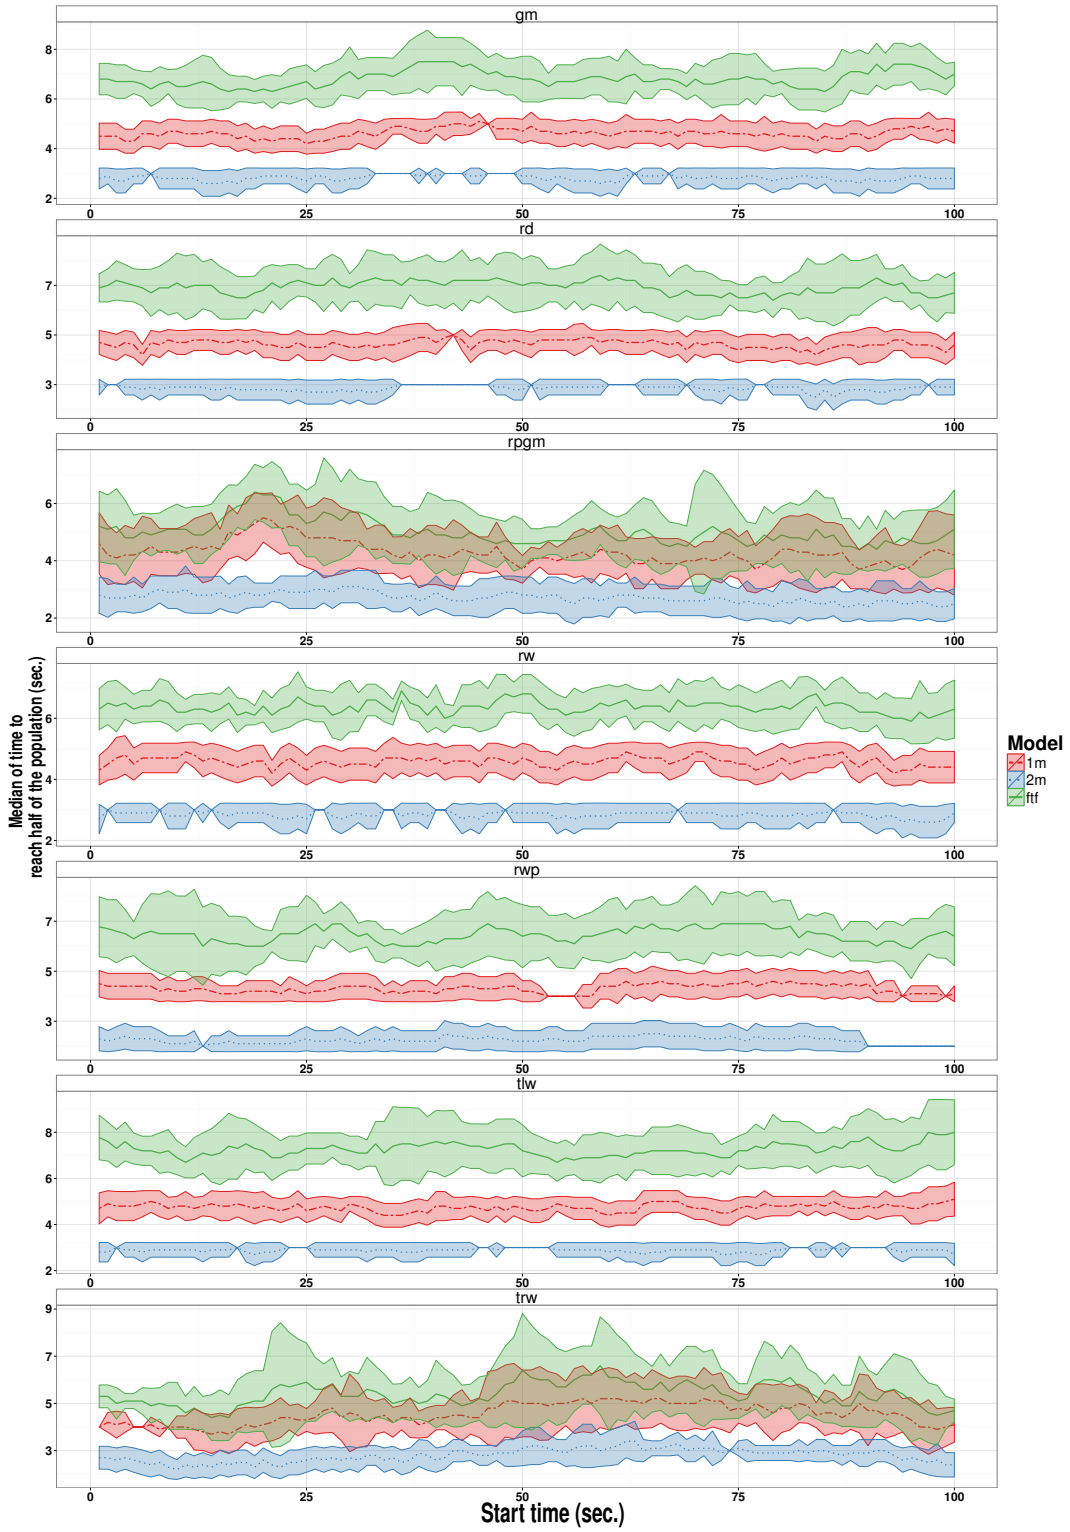 gm
8
6
4
2
0 25 50 75 100
rd
7
5
3
0 25 50 75 100
rpgm
6
4
2
0 25 50 75 100
rw
6
4
2
0 25 50 75 100
rwp
7
5
3
0 25 50 75 100
tlw
8
6
4
2
0 25 50 75 100
trw
9
7
5
3
0 25 50 75 100
Start time (sec.)
Median of time to
reach half of the population (sec.)
Model
1m
2m
ftf